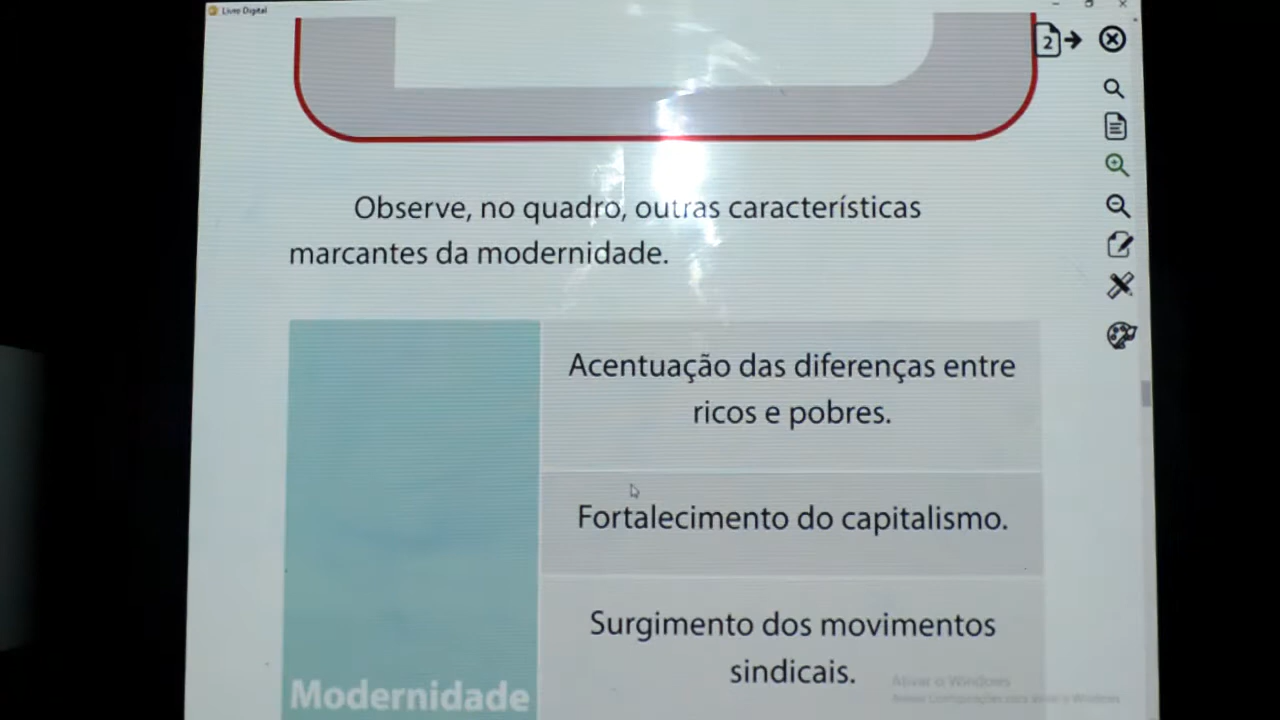 Livro Digital
2
Observe, no quadro, outras características
marcantes da modernidade.
Acentuação das diferenças entre
ricos e pobres.
Fortalecimento do capitalismo.
Surgimento dos movimentos
sindicais.
Modernidade
Ativar o Windows